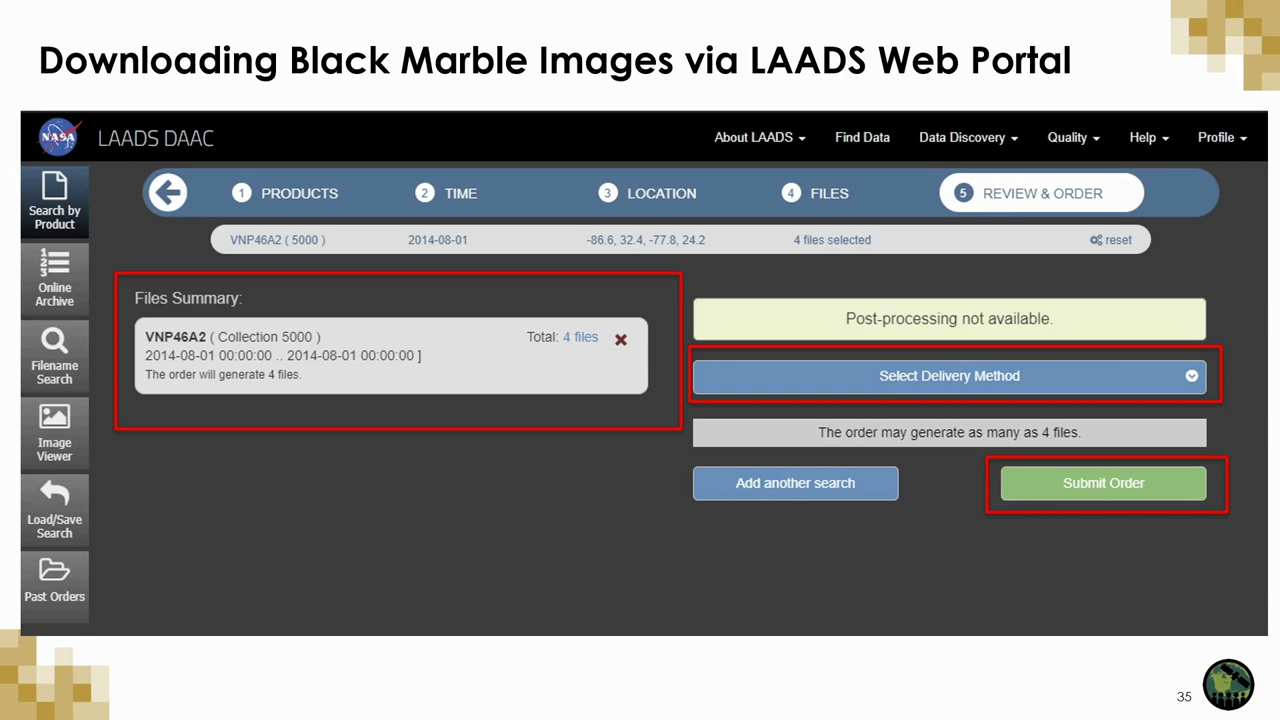 Downloading Black Marble Images via LAADS Web Portal
NASA
LAADS DAAC
About LAADS
Find Data
Data Discovery
Quality
Help
Profile
Search by
Product
1
2
3
Online
Archive
Filename
Search
Image
Viewer
Load/Save
Search
Past Orders
1 PRODUCTS
2 TIME
3 LOCATION
4 FILES
5 REVIEW & ORDER
VNP46A2 ( 5000 )
2014-08-01
-86.6, 32.4, -77.8, 24.2
4 files selected
reset
Files Summary:
VNP46A2 ( Collection 5000 )
Total: 4 files
2014-08-01 00:00:00 .. 2014-08-01 00:00:00 ]
The order will generate 4 files.
Post-processing not available.
Select Delivery Method
The order may generate as many as 4 files.
Add another search
Submit Order
35